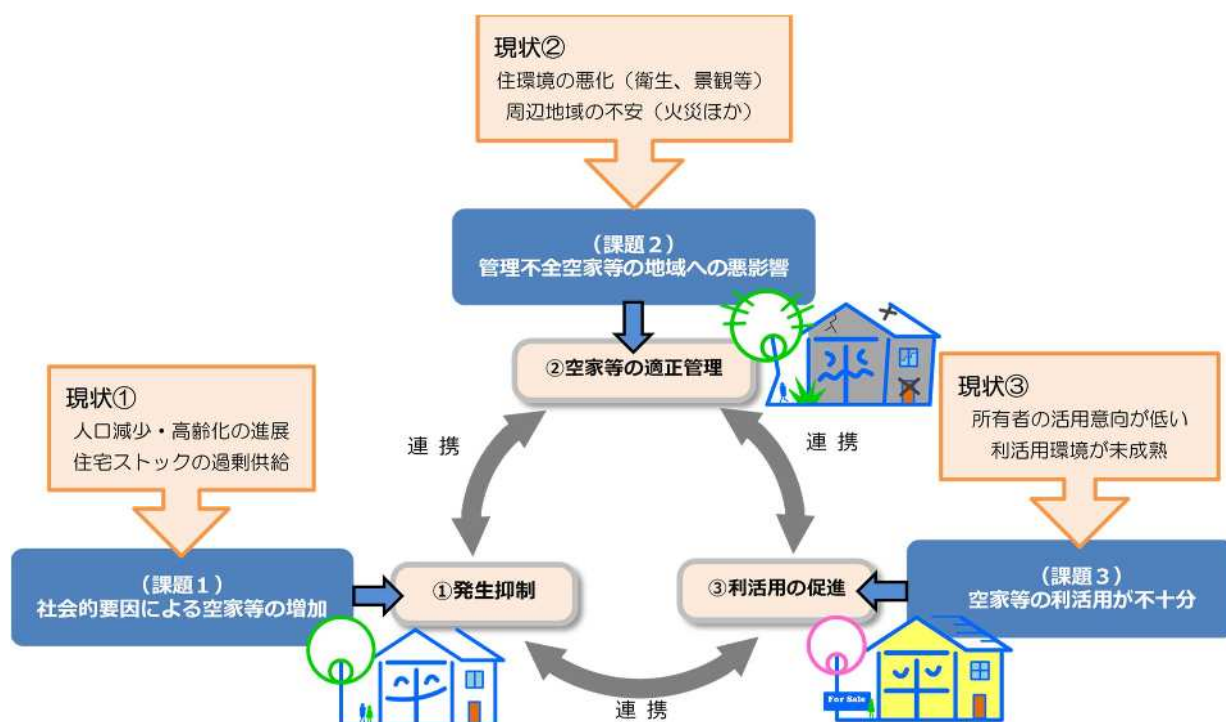 現状②
住環境の悪化（衛生、景観等）
周辺地域の不安（火災ほか）
（課題２）
管理不全空家等の地域への悪影響
②空家等の適正管理
現状①
人口減少・高齢化の進展
住宅ストックの過剰供給
連 携
連 携
現状③
所有者の活用意向が低い
利活用環境が未成熟
（課題１）
社会的要因による空家等の増加
①発生抑制
③利活用の促進
（課題３）
空家等の利活用が不十分
For Sale
連 携